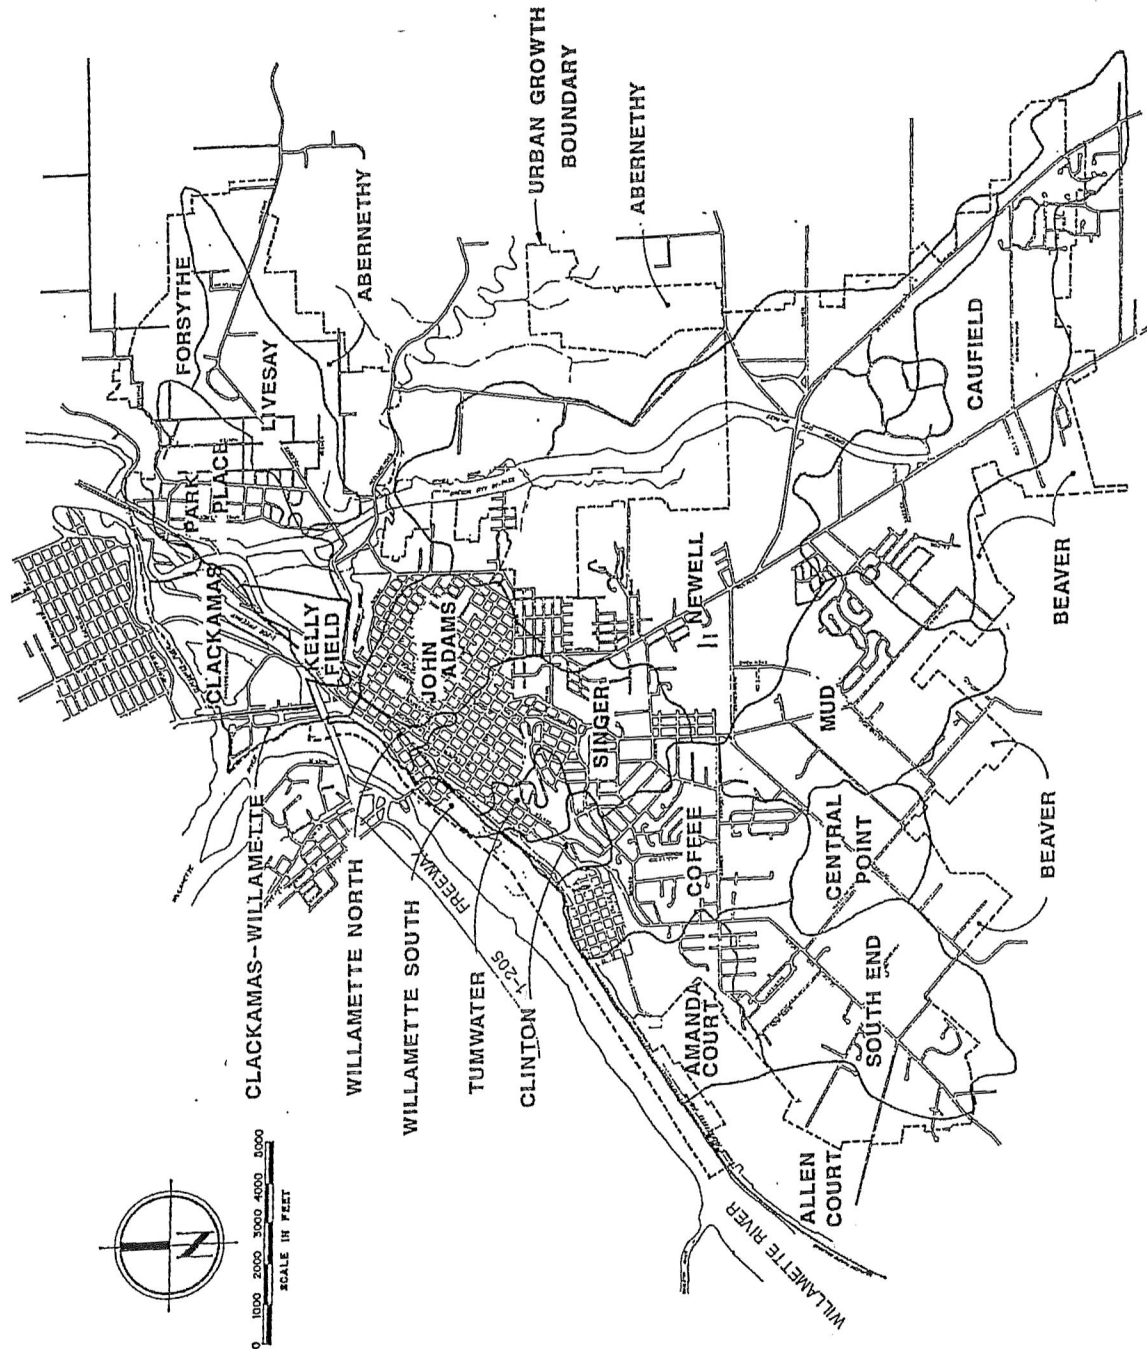 CLACKAMAS-WILLAMETTE
WILLAMETTE NORTH
WILLAMETTE SOUTH
TUMWATER
CLINTON
I-205
FREEWAY
CLACKAMAS
PARK
PLACE
FORSYTHE
LIVESAY
ABERNETHY
KELLY
FIELD
JOHN
ADAMS
URBAN GROWTH
BOUNDARY
ABERNETHY
SINGER
NEWELL
COFEEE
AMANDA
COURT
CENTRAL
POINT
MUD
CAUFIELD
SOUTH END
ALLEN
COURT
BEAVER
BEAVER
WILLAMETTE RIVER
N
0 1000 2000 3000 4000 5000
SCALE IN FEET